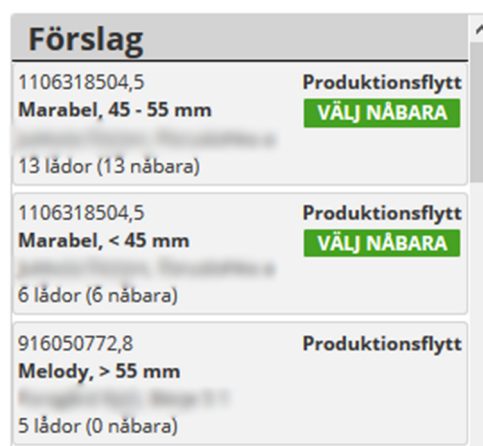 Förslag
1106318504,5 Produktionsflytt
Marabel, 45 - 55 mm VÄLJ NÅBARA
13 lådor (13 nåbara)
1106318504,5 Produktionsflytt
Marabel, < 45 mm VÄLJ NÅBARA
6 lådor (6 nåbara)
916050772,8 Produktionsflytt
Melody, > 55 mm
5 lådor (0 nåbara)